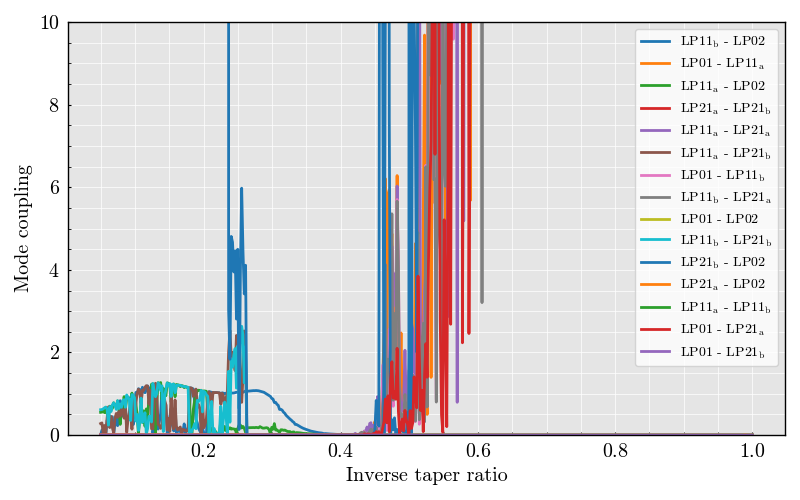 10
8
6
4
2
0
Mode coupling
0.2 0.4 0.6 0.8 1.0
Inverse taper ratio
LP11b - LP02
LP01 - LP11a
LP11a - LP02
LP21a - LP21b
LP11a - LP21a
LP11a - LP21b
LP01 - LP11b
LP11b - LP21a
LP01 - LP02
LP11b - LP21b
LP21b - LP02
LP21a - LP02
LP11a - LP11b
LP01 - LP21a
LP01 - LP21b